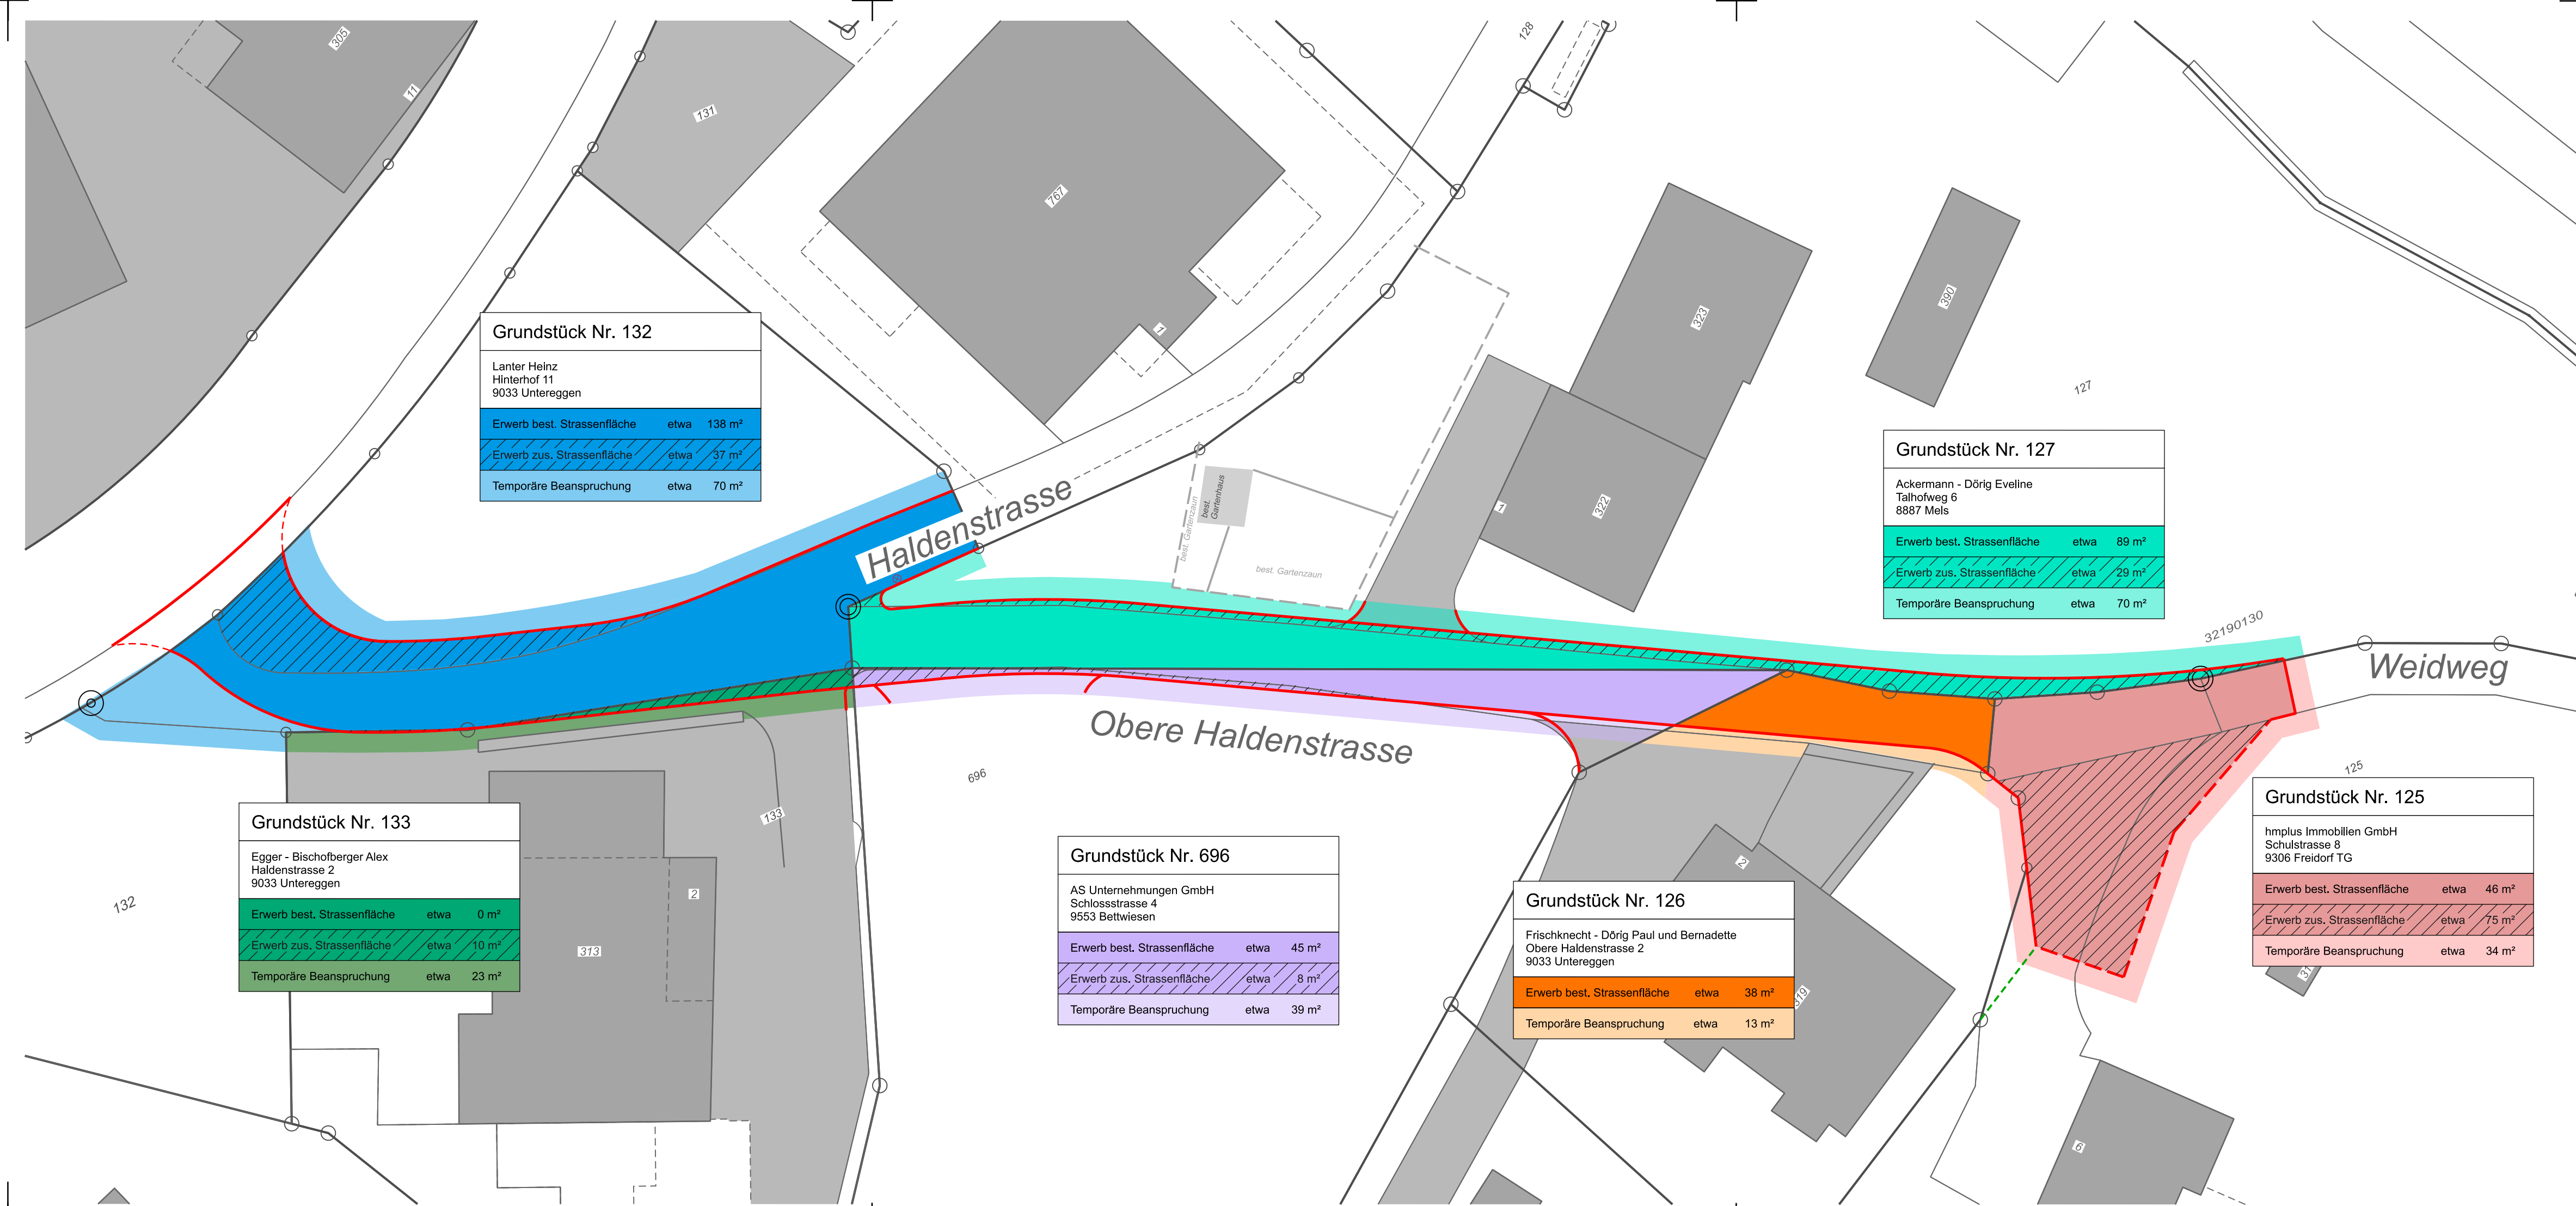 305
11
131
767
1
128
323
390
127
322
1
Grundstück Nr. 132
Lanter Heinz
Hinterhof 11
9033 Untereggen
Erwerb best. Strassenfläche etwa 138 m²
Erwerb zus. Strassenfläche etwa 37 m²
Temporäre Beanspruchung etwa 70 m²
Grundstück Nr. 127
Ackermann - Dörig Eveline
Talhofweg 6
8887 Mels
Erwerb best. Strassenfläche etwa 89 m²
Erwerb zus. Strassenfläche etwa 29 m²
Temporäre Beanspruchung etwa 70 m²
Haldenstrasse
best. Gartenzaun
best.
Gartenhaus
best. Gartenzaun
32190130
Weidweg
Obere Haldenstrasse
696
125
133
132
2
313
2
319
6
Grundstück Nr. 133
Egger - Bischofberger Alex
Haldenstrasse 2
9033 Untereggen
Erwerb best. Strassenfläche etwa 0 m²
Erwerb zus. Strassenfläche etwa 10 m²
Temporäre Beanspruchung etwa 23 m²
Grundstück Nr. 696
AS Unternehmungen GmbH
Schlossstrasse 4
9553 Bettwiesen
Erwerb best. Strassenfläche etwa 45 m²
Erwerb zus. Strassenfläche etwa 8 m²
Temporäre Beanspruchung etwa 39 m²
Grundstück Nr. 126
Frischknecht - Dörig Paul und Bernadette
Obere Haldenstrasse 2
9033 Untereggen
Erwerb best. Strassenfläche etwa 38 m²
Temporäre Beanspruchung etwa 13 m²
Grundstück Nr. 125
hmplus Immobilien GmbH
Schulstrasse 8
9306 Freidorf TG
Erwerb best. Strassenfläche etwa 46 m²
Erwerb zus. Strassenfläche etwa 75 m²
Temporäre Beanspruchung etwa 34 m²